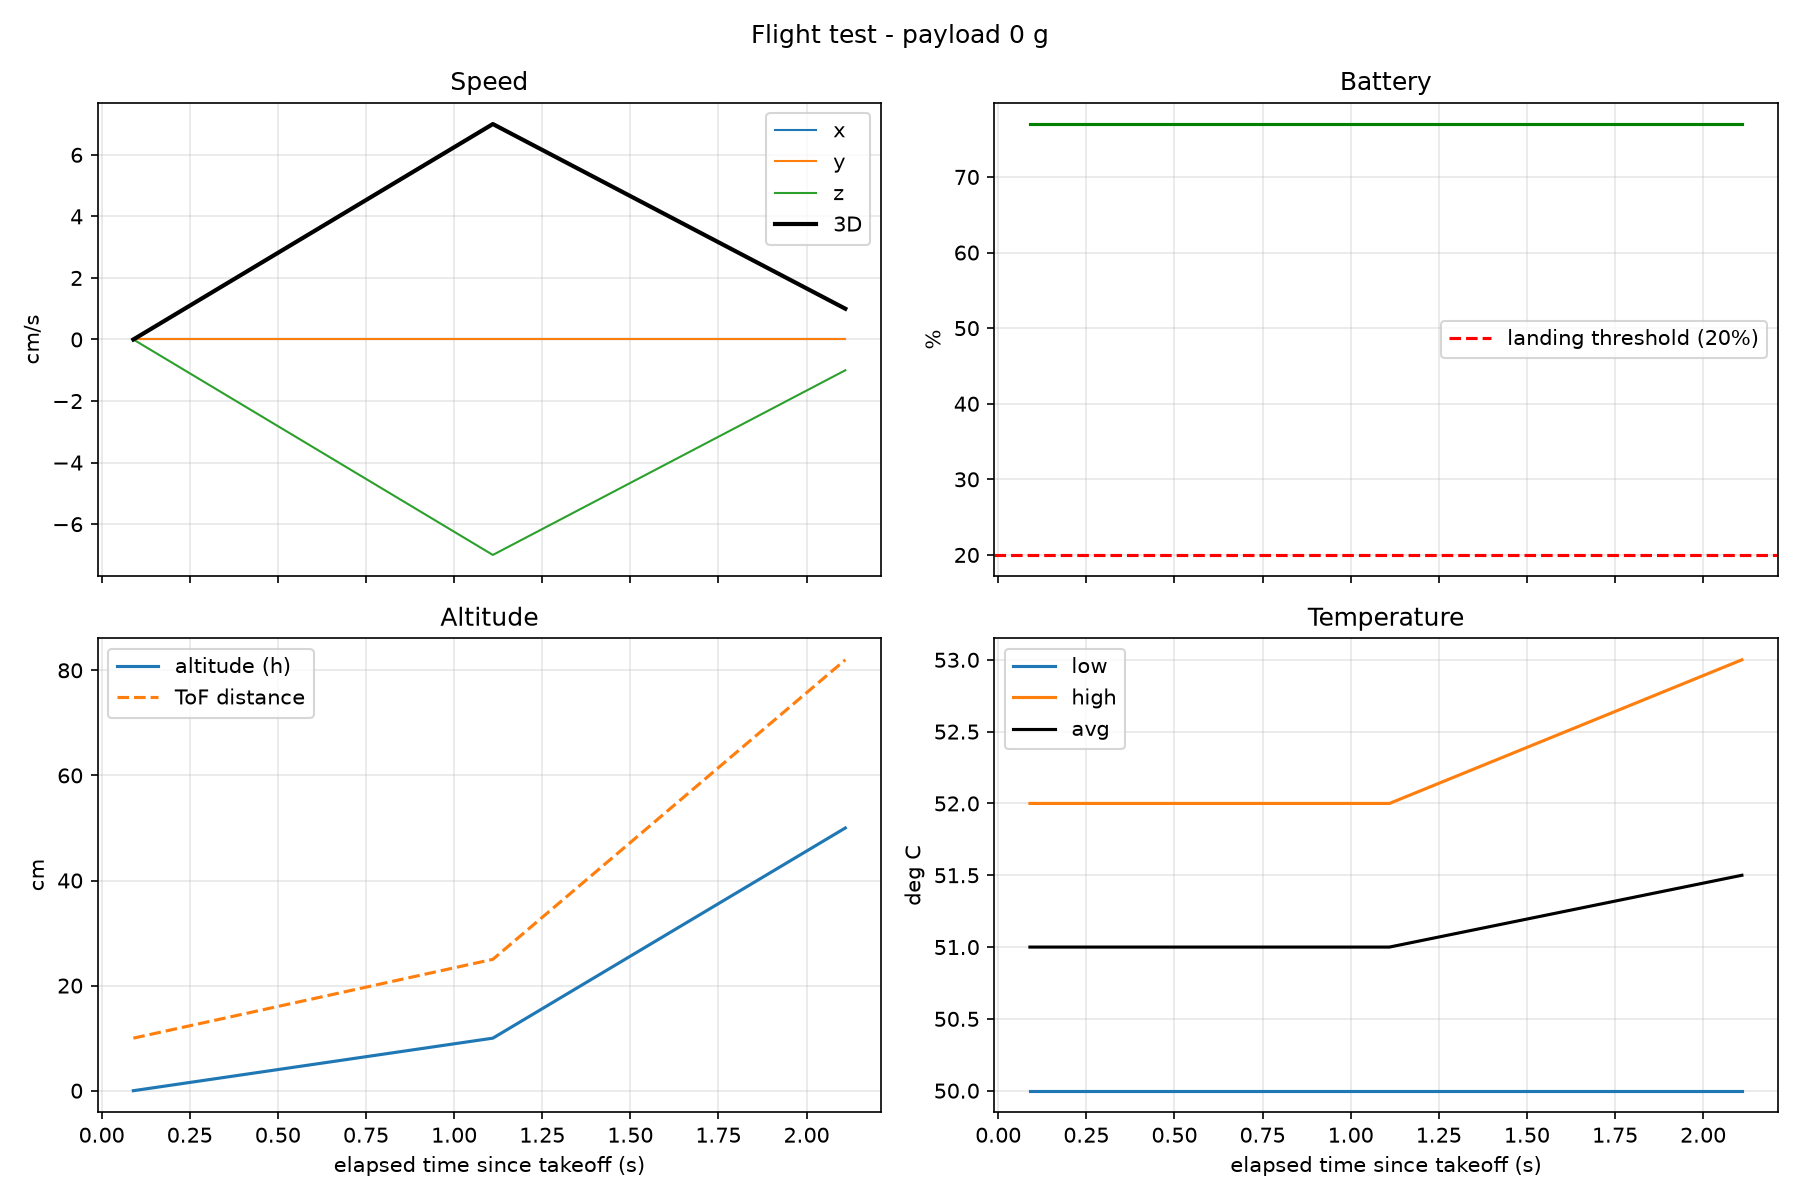 Flight test - payload 0 g
Speed
6
4
2
0
−2
−4
−6
cm/s
x
y
z
3D
Battery
70
60
50
40
30
20
%
landing threshold (20%)
Altitude
80
60
40
20
0
cm
altitude (h)
ToF distance
0.00 0.25 0.50 0.75 1.00 1.25 1.50 1.75 2.00
elapsed time since takeoff (s)
Temperature
53.0
52.5
52.0
51.5
51.0
50.5
50.0
deg C
low
high
avg
0.00 0.25 0.50 0.75 1.00 1.25 1.50 1.75 2.00
elapsed time since takeoff (s)